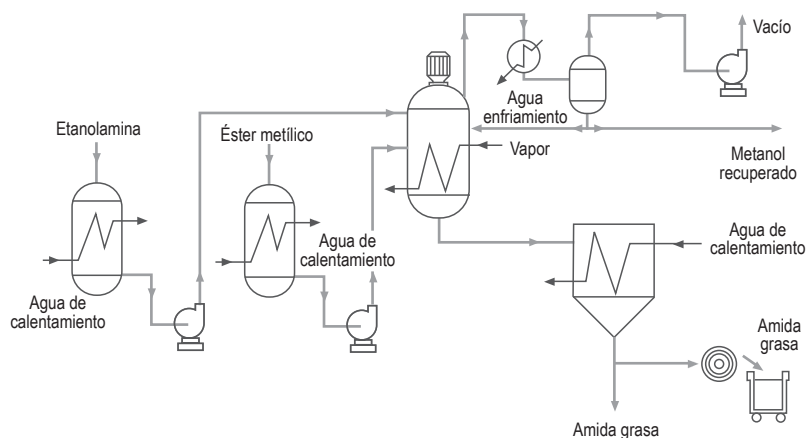 Vacío
Agua
enfriamiento
Etanolamina
Éster metílico
Vapor
Metanol
recuperado
Agua de
calentamiento
Agua de
calentamiento
Agua de
calentamiento
Amida
grasa
Amida grasa